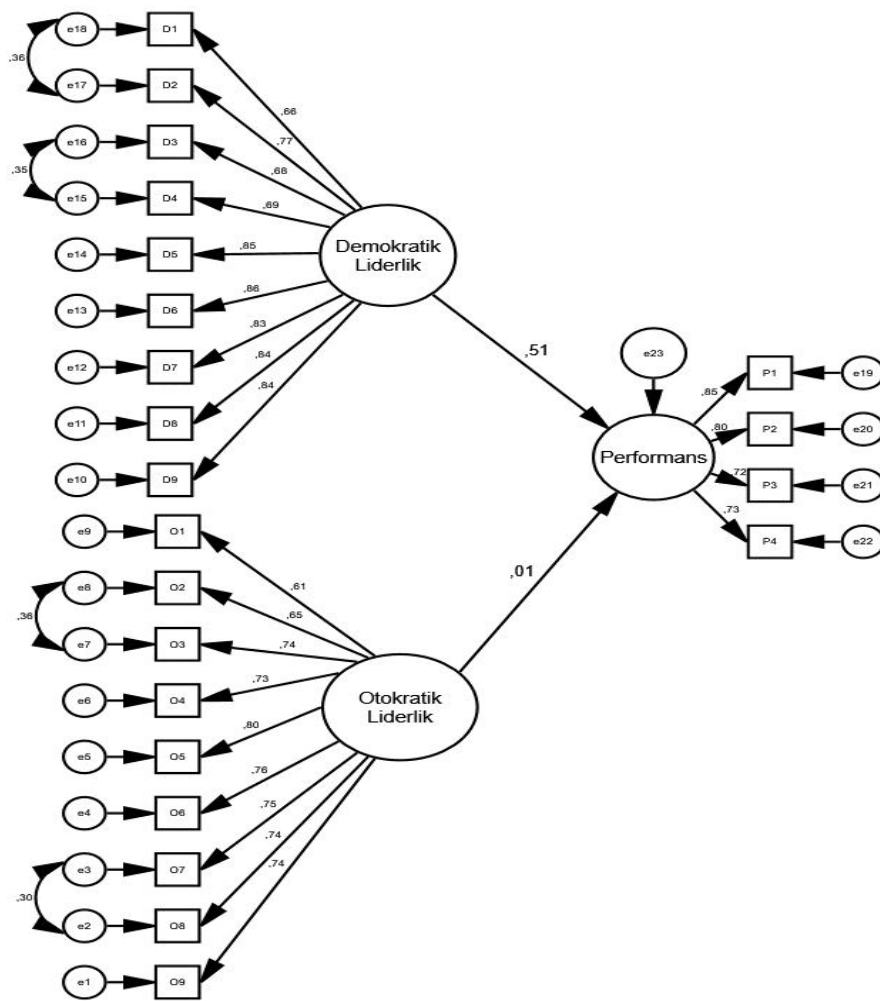 e18
D1
,36
,66
e17
D2
,77
e16
D3
,68
,35
e15
D4
,69
e14
D5
,85
Demokratik
Liderlik
e13
D6
,86
e12
D7
,83
e11
D8
,84
e10
D9
,84
,51
e23
Performans
,85
P1
e19
,80
P2
e20
,72
P3
e21
,73
P4
e22
e9
O1
,61
e8
O2
,65
,36
e7
O3
,74
e6
O4
,73
Otokratik
Liderlik
,01
e5
O5
,80
e4
O6
,76
e3
O7
,75
,30
e2
O8
,74
e1
O9
,74